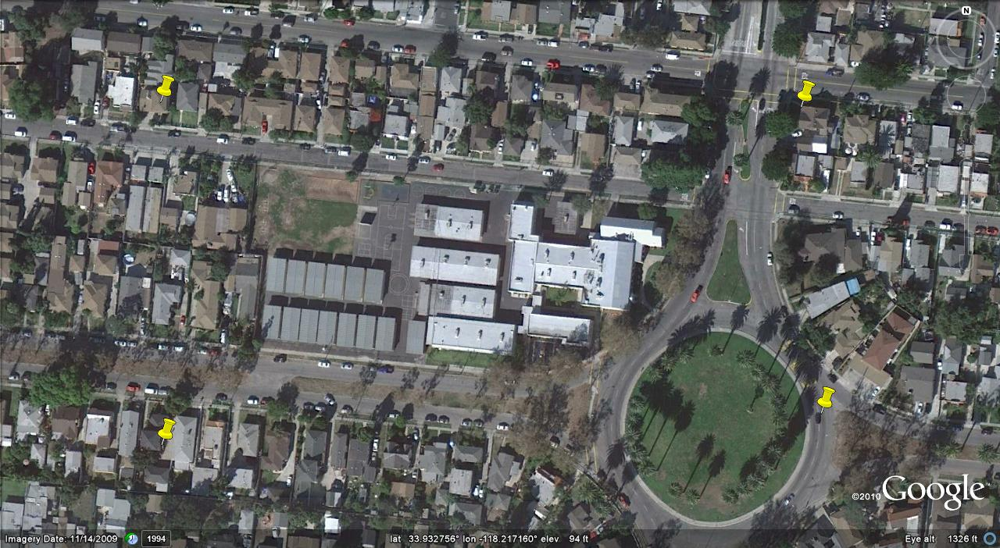 N
©2010 Google™
Imagery Date: 11/14/2009 1994 lat 33.932756° lon -118.217160° elev 94 ft Eye alt 1326 ft